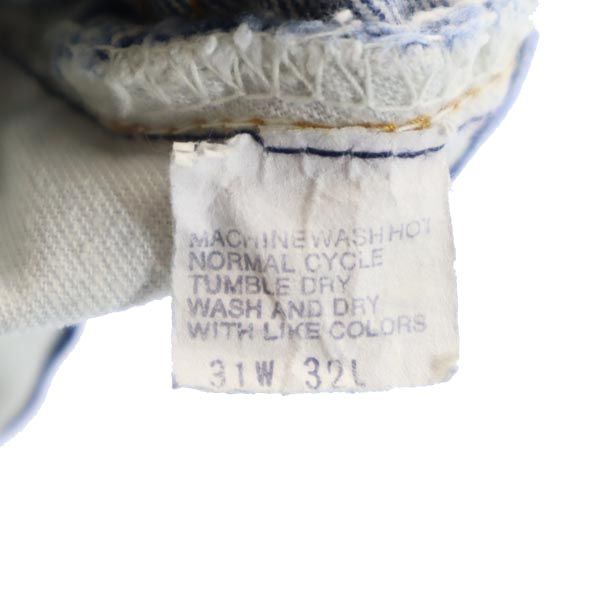 MACHINE WASH HOT
NORMAL CYCLE
TUMBLE DRY
WASH AND DRY
WITH LIKE COLORS
31W 32L